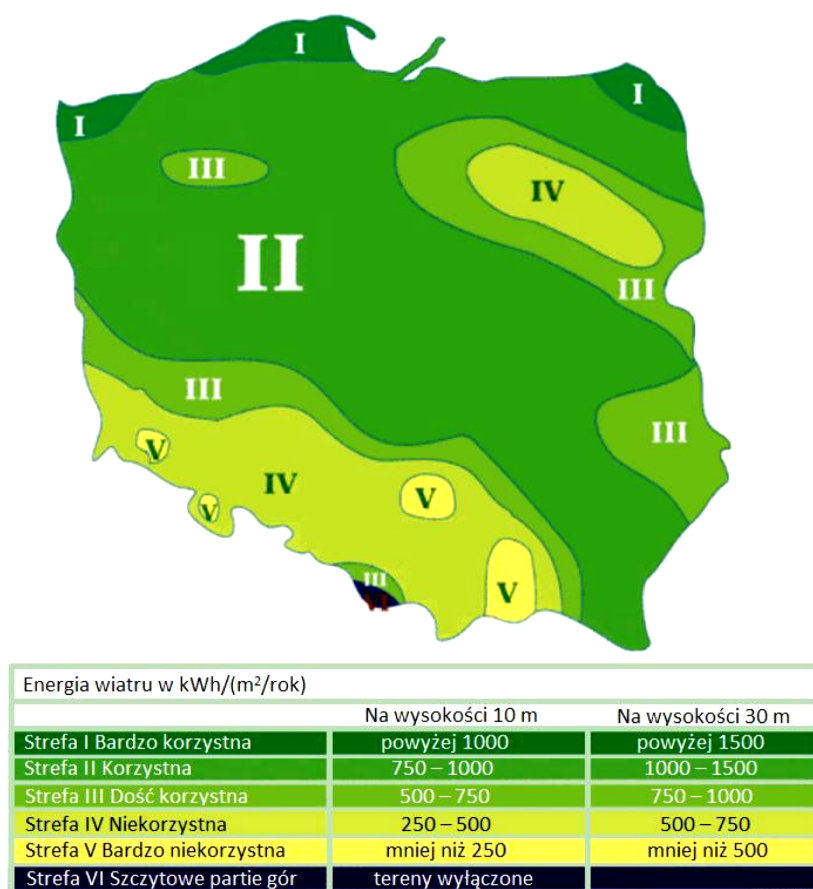 I
I
I
III
IV
II
III
III
III
V
IV
V
V
III
VI
V
Energia wiatru w kWh/(m²/rok)
Na wysokości 10 m Na wysokości 30 m
Strefa I Bardzo korzystna powyżej 1000 powyżej 1500
Strefa II Korzystna 750 – 1000 1000 – 1500
Strefa III Dość korzystna 500 – 750 750 – 1000
Strefa IV Niekorzystna 250 – 500 500 – 750
Strefa V Bardzo niekorzystna mniej niż 250 mniej niż 500
Strefa VI Szczytowe partie gór tereny wyłączone